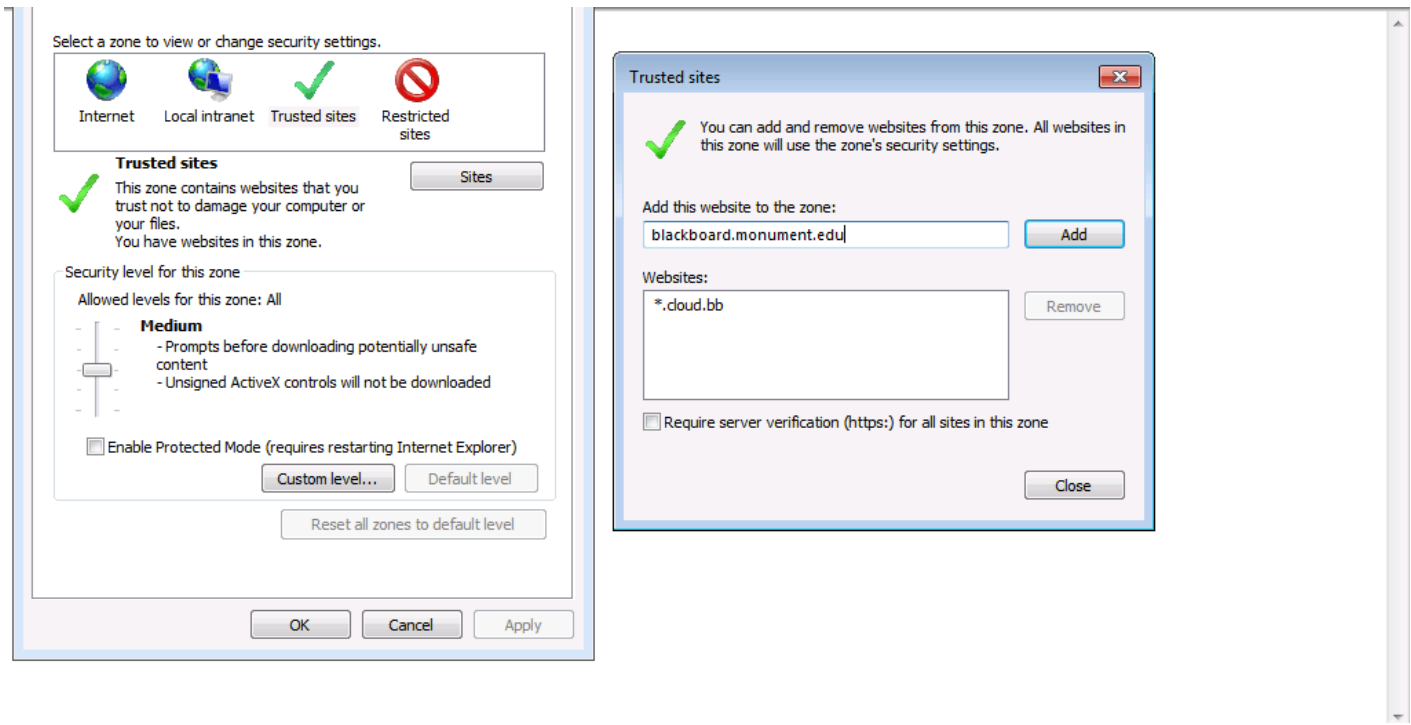 Select a zone to view or change security settings.
Internet
Local intranet
Trusted sites
Restricted
sites
Trusted sites
This zone contains websites that you
trust not to damage your computer or
your files.
You have websites in this zone.
Sites
Security level for this zone
Allowed levels for this zone: All
Medium
- Prompts before downloading potentially unsafe
content
- Unsigned ActiveX controls will not be downloaded
Enable Protected Mode (requires restarting Internet Explorer)
Custom level...
Default level
Reset all zones to default level
OK
Cancel
Apply
Trusted sites
You can add and remove websites from this zone. All websites in
this zone will use the zone's security settings.
Add this website to the zone:
blackboard.monument.edu
Add
Websites:
*.cloud.bb
Remove
Require server verification (https:) for all sites in this zone
Close